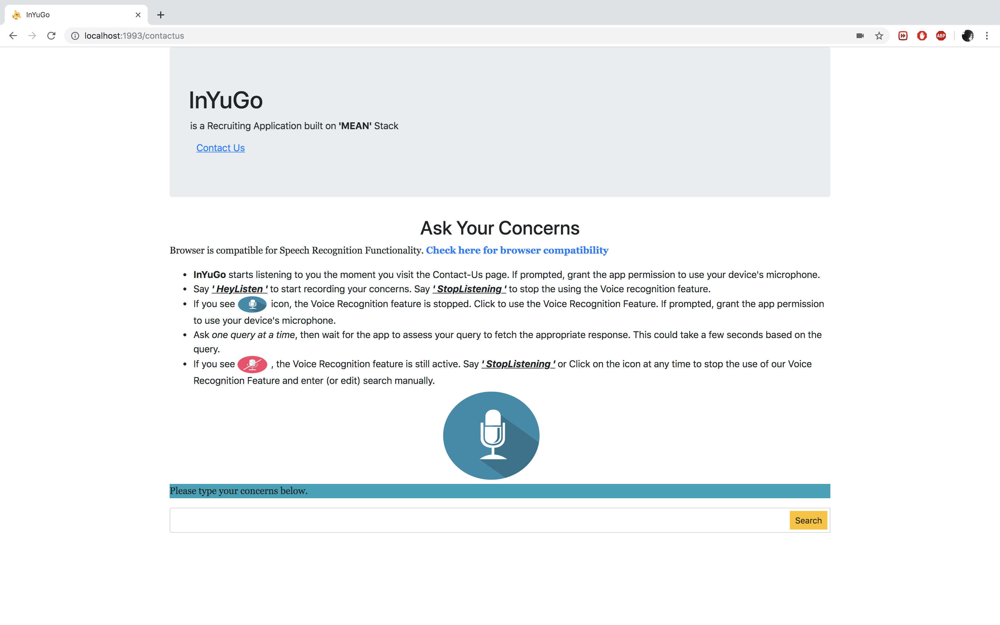 InYuGo
localhost:1993/contactus
ABP
InYuGo
is a Recruiting Application built on 'MEAN' Stack
Contact Us
Ask Your Concerns
Browser is compatible for Speech Recognition Functionality. Check here for browser compatibility
• InYuGo starts listening to you the moment you visit the Contact-Us page. If prompted, grant the app permission to use your device's microphone.
• Say ' HeyListen ' to start recording your concerns. Say ' StopListening ' to stop the using the Voice recognition feature.
• If you see icon, the Voice Recognition feature is stopped. Click to use the Voice Recognition Feature. If prompted, grant the app permission
to use your device's microphone.
• Ask one query at a time, then wait for the app to assess your query to fetch the appropriate response. This could take a few seconds based on the
query.
• If you see , the Voice Recognition feature is still active. Say ' StopListening ' or Click on the icon at any time to stop the use of our Voice
Recognition Feature and enter (or edit) search manually.
Please type your concerns below.
Search